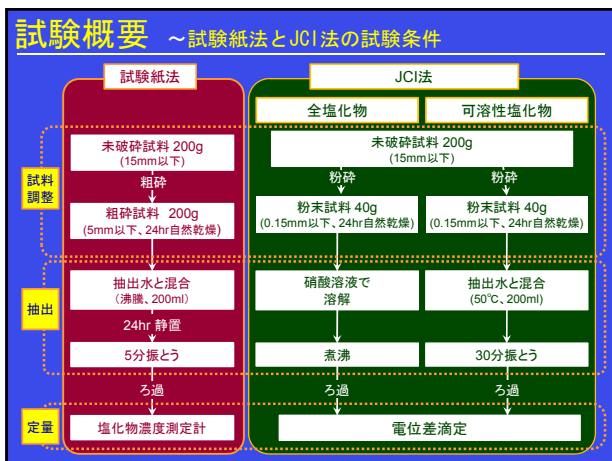 試験概要 ~試験紙法とJCI法の試験条件
試験紙法
JCI法
全塩化物
可溶性塩化物
試料
調整
未破砕試料 200g
(15mm以下)
粗砕
粗砕試料 200g
(5mm以下、24hr自然乾燥)
未破砕試料 200g
(15mm以下)
粉砕
粉砕
粉末試料 40g
(0.15mm以下、24hr自然乾燥)
粉末試料 40g
(0.15mm以下、24hr自然乾燥)
抽出
抽出水と混合
(沸騰、200ml)
24hr 静置
5分振とう
ろ過
硝酸溶液で
溶解
煮沸
ろ過
抽出水と混合
(50℃、200ml)
30分振とう
ろ過
定量
塩化物濃度測定計
電位差滴定